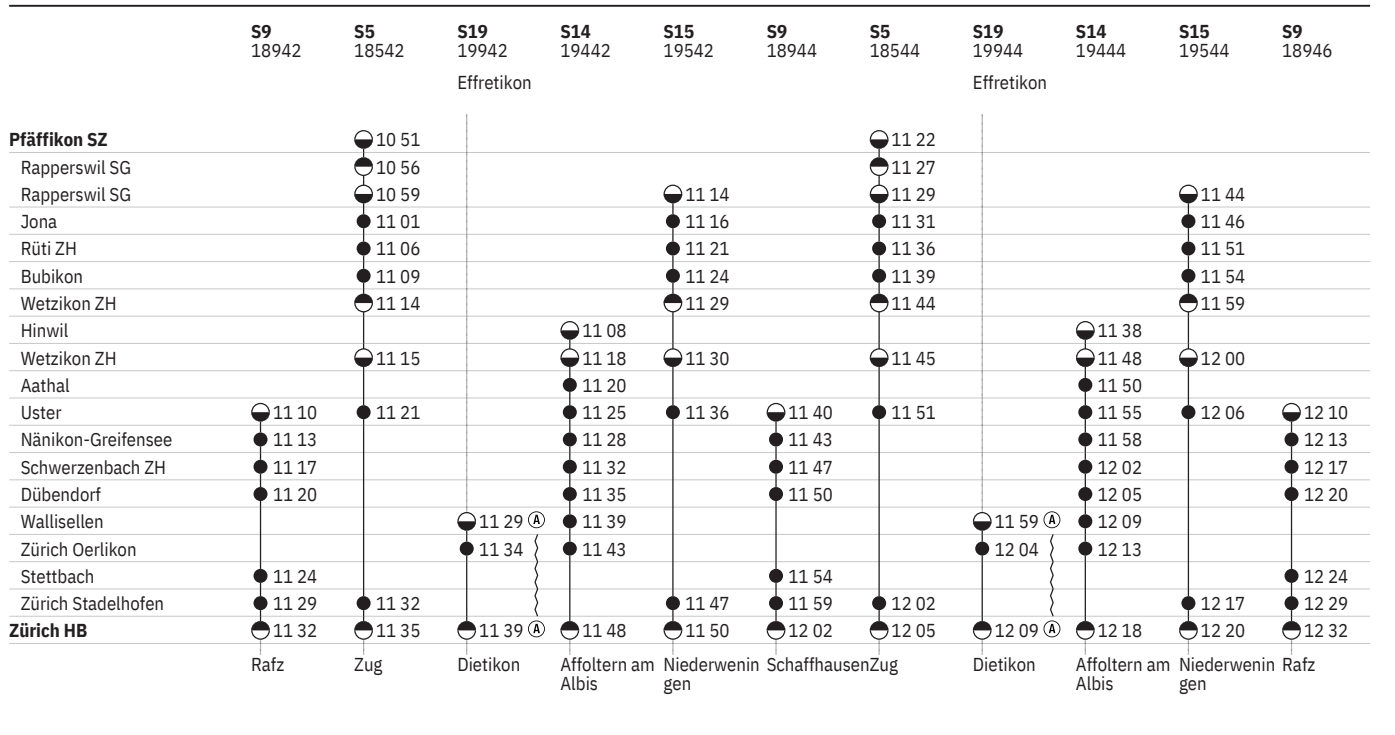 S9 S5 S19 S14 S15 S9 S5 S19 S14 S15 S9
18942 18542 19942 19442 19542 18944 18544 19944 19444 19544 18946
Effretikon Effretikon
Pfäffikon SZ 10 51 11 22
Rapperswil SG 10 56 11 27
Rapperswil SG 10 59 11 14 11 29 11 44
Jona 11 01 11 16 11 31 11 46
Rüti ZH 11 06 11 21 11 36 11 51
Bubikon 11 09 11 24 11 39 11 54
Wetzikon ZH 11 14 11 29 11 44 11 59
Hinwil 11 08 11 38
Wetzikon ZH 11 15 11 18 11 30 11 45 11 48 12 00
Aathal 11 20 11 50
Uster 11 10 11 21 11 25 11 36 11 40 11 51 11 55 12 06 12 10
Nänikon-Greifensee 11 13 11 28 11 43 11 58 12 13
Schwerzenbach ZH 11 17 11 32 11 47 12 02 12 17
Dübendorf 11 20 11 35 11 50 12 05 12 20
Wallisellen 11 29 A 11 39 11 59 A 12 09
Zürich Oerlikon 11 34 11 43 12 04 12 13
Stettbach 11 24 11 54 12 24
Zürich Stadelhofen 11 29 11 32 11 47 11 59 12 02 12 17 12 29
Zürich HB 11 32 11 35 11 39 A 11 48 11 50 12 02 12 05 12 09 A 12 18 12 20 12 32
Rafz Zug Dietikon Affoltern am Niederwenin Schaffhausen Zug Dietikon Affoltern am Niederwenin Rafz
Albis gen Albis gen